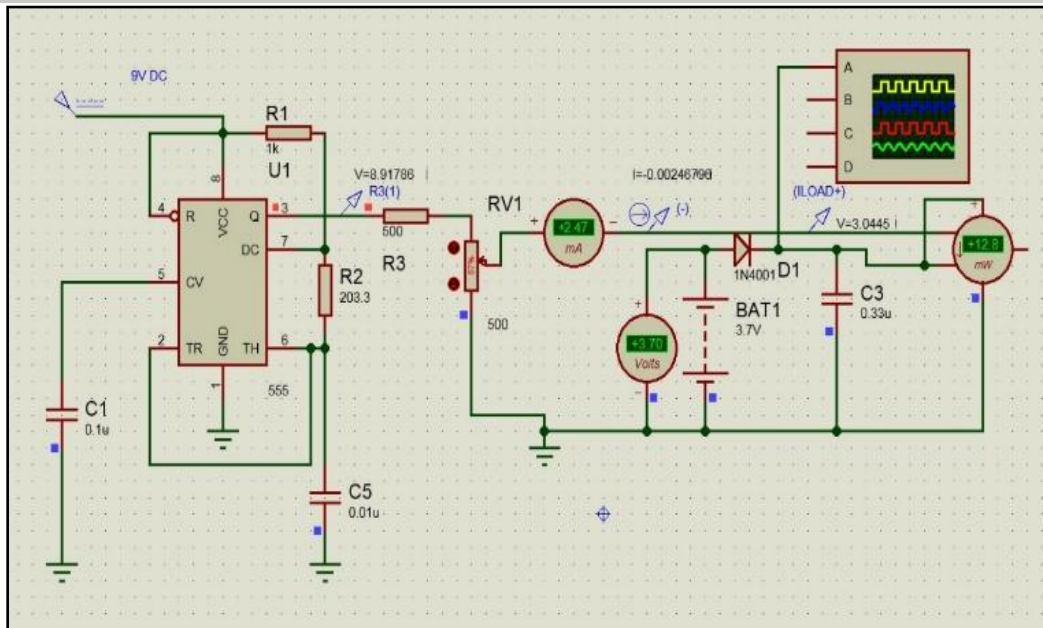 9V DC
R1
1k
U1
V=8.91786
R3(1)
I=-0.0024679
(-)
(ILOAD+)
V=3.0445
A
B
C
D
4
R
8
VCC
Q
3
DC
7
5
CV
2
TR
GND
1
TH
6
555
500
R3
R2
203.3
RV1
500
+
-
+2.47
mA
D1
1N4001
BAT1
3.7V
+
+3.70
Volts
-
C3
0.33u
+
+12.8
mW
C1
0.1u
C5
0.01u